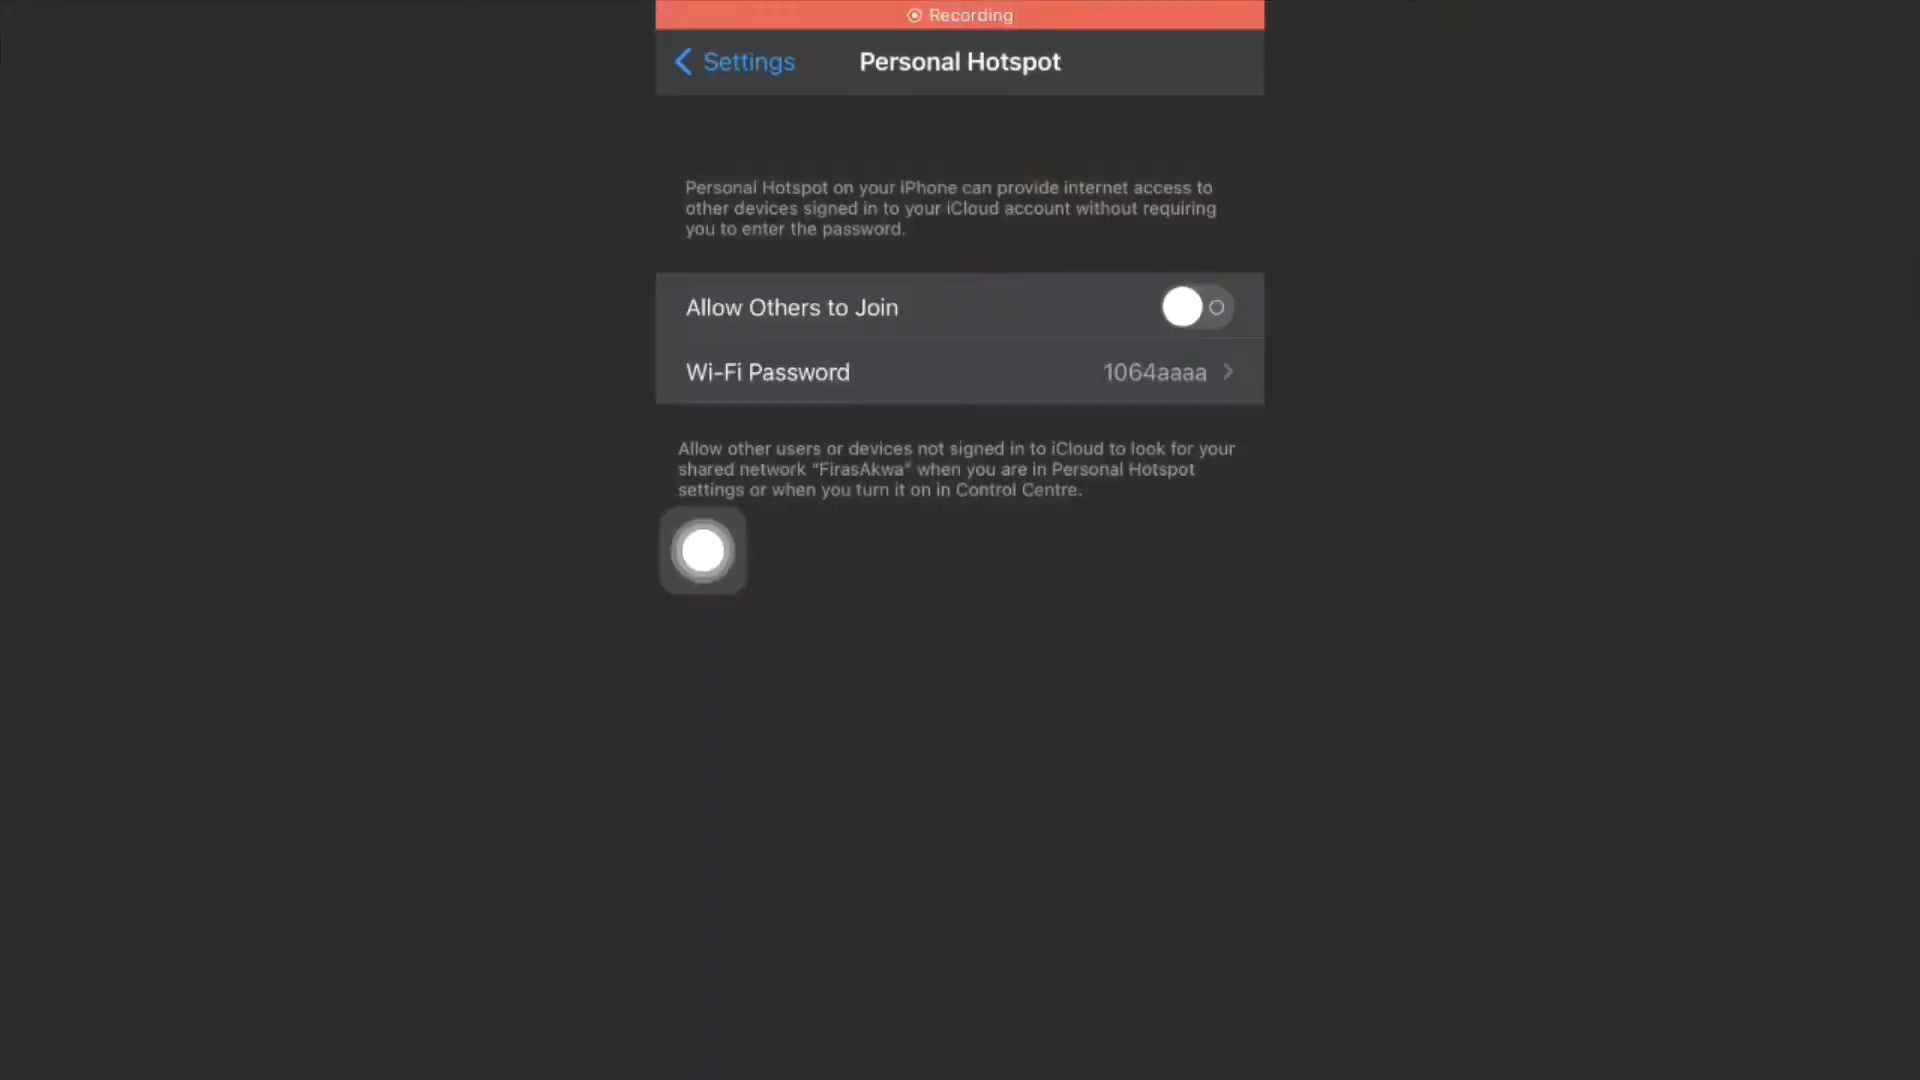 Recording
Settings
Personal Hotspot
Personal Hotspot on your iPhone can provide internet access to
other devices signed in to your iCloud account without requiring
you to enter the password.
Allow Others to Join
Wi-Fi Password 1064aaaa
Allow other users or devices not signed in to iCloud to look for your
shared network "FirasAkwa" when you are in Personal Hotspot
settings or when you turn it on in Control Centre.